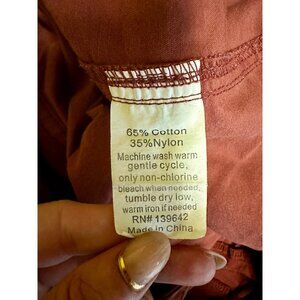 65% Cotton
35%Nylon
Machine wash warm
gentle cycle,
only non-chlorine
bleach when needed,
tumble dry low,
warm iron if needed
RN# 139642
Made in China